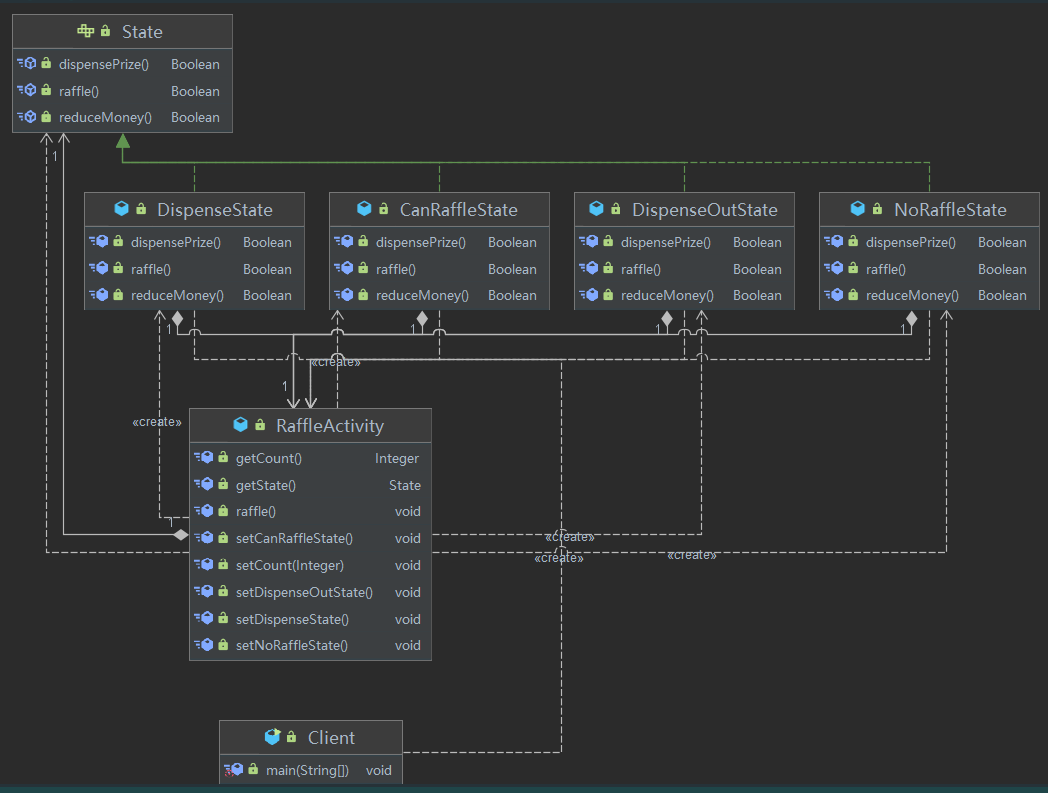 State
dispensePrize() Boolean
raffle() Boolean
reduceMoney() Boolean
1
DispenseState
dispensePrize() Boolean
raffle() Boolean
reduceMoney() Boolean
CanRaffleState
dispensePrize() Boolean
raffle() Boolean
reduceMoney() Boolean
DispenseOutState
dispensePrize() Boolean
raffle() Boolean
reduceMoney() Boolean
NoRaffleState
dispensePrize() Boolean
raffle() Boolean
reduceMoney() Boolean
1
1
1
1
«create»
1
«create»
RaffleActivity
getCount() Integer
getState() State
raffle() void
setCanRaffleState() void
setCount(Integer) void
setDispenseOutState() void
setDispenseState() void
setNoRaffleState() void
1
«create»
«create»
«create»
Client
main(String[]) void